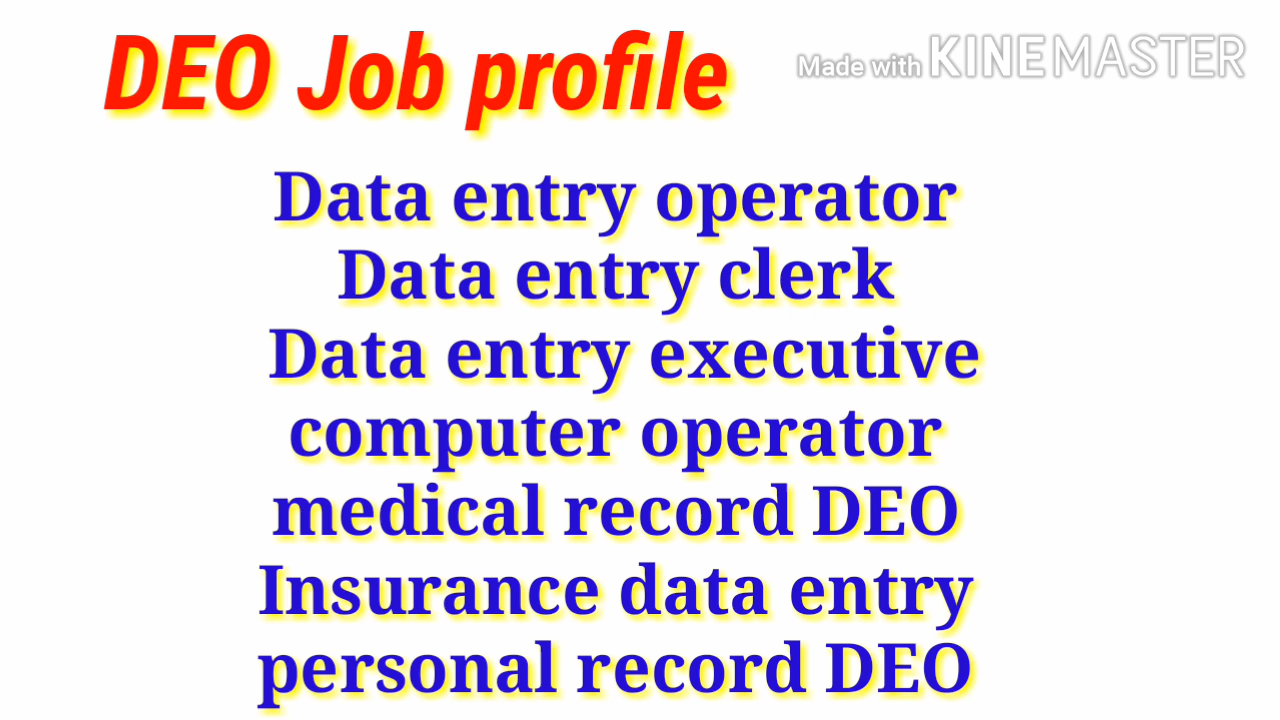 DEO Job profile
Made with KINEMASTER
Data entry operator
Data entry clerk
Data entry executive
computer operator
medical record DEO
Insurance data entry
personal record DEO